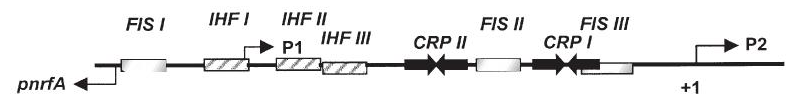 FIS I IHF I IHF II IHF III CRP II FIS II CRP I FIS III
P1 P2
pnrfA +1